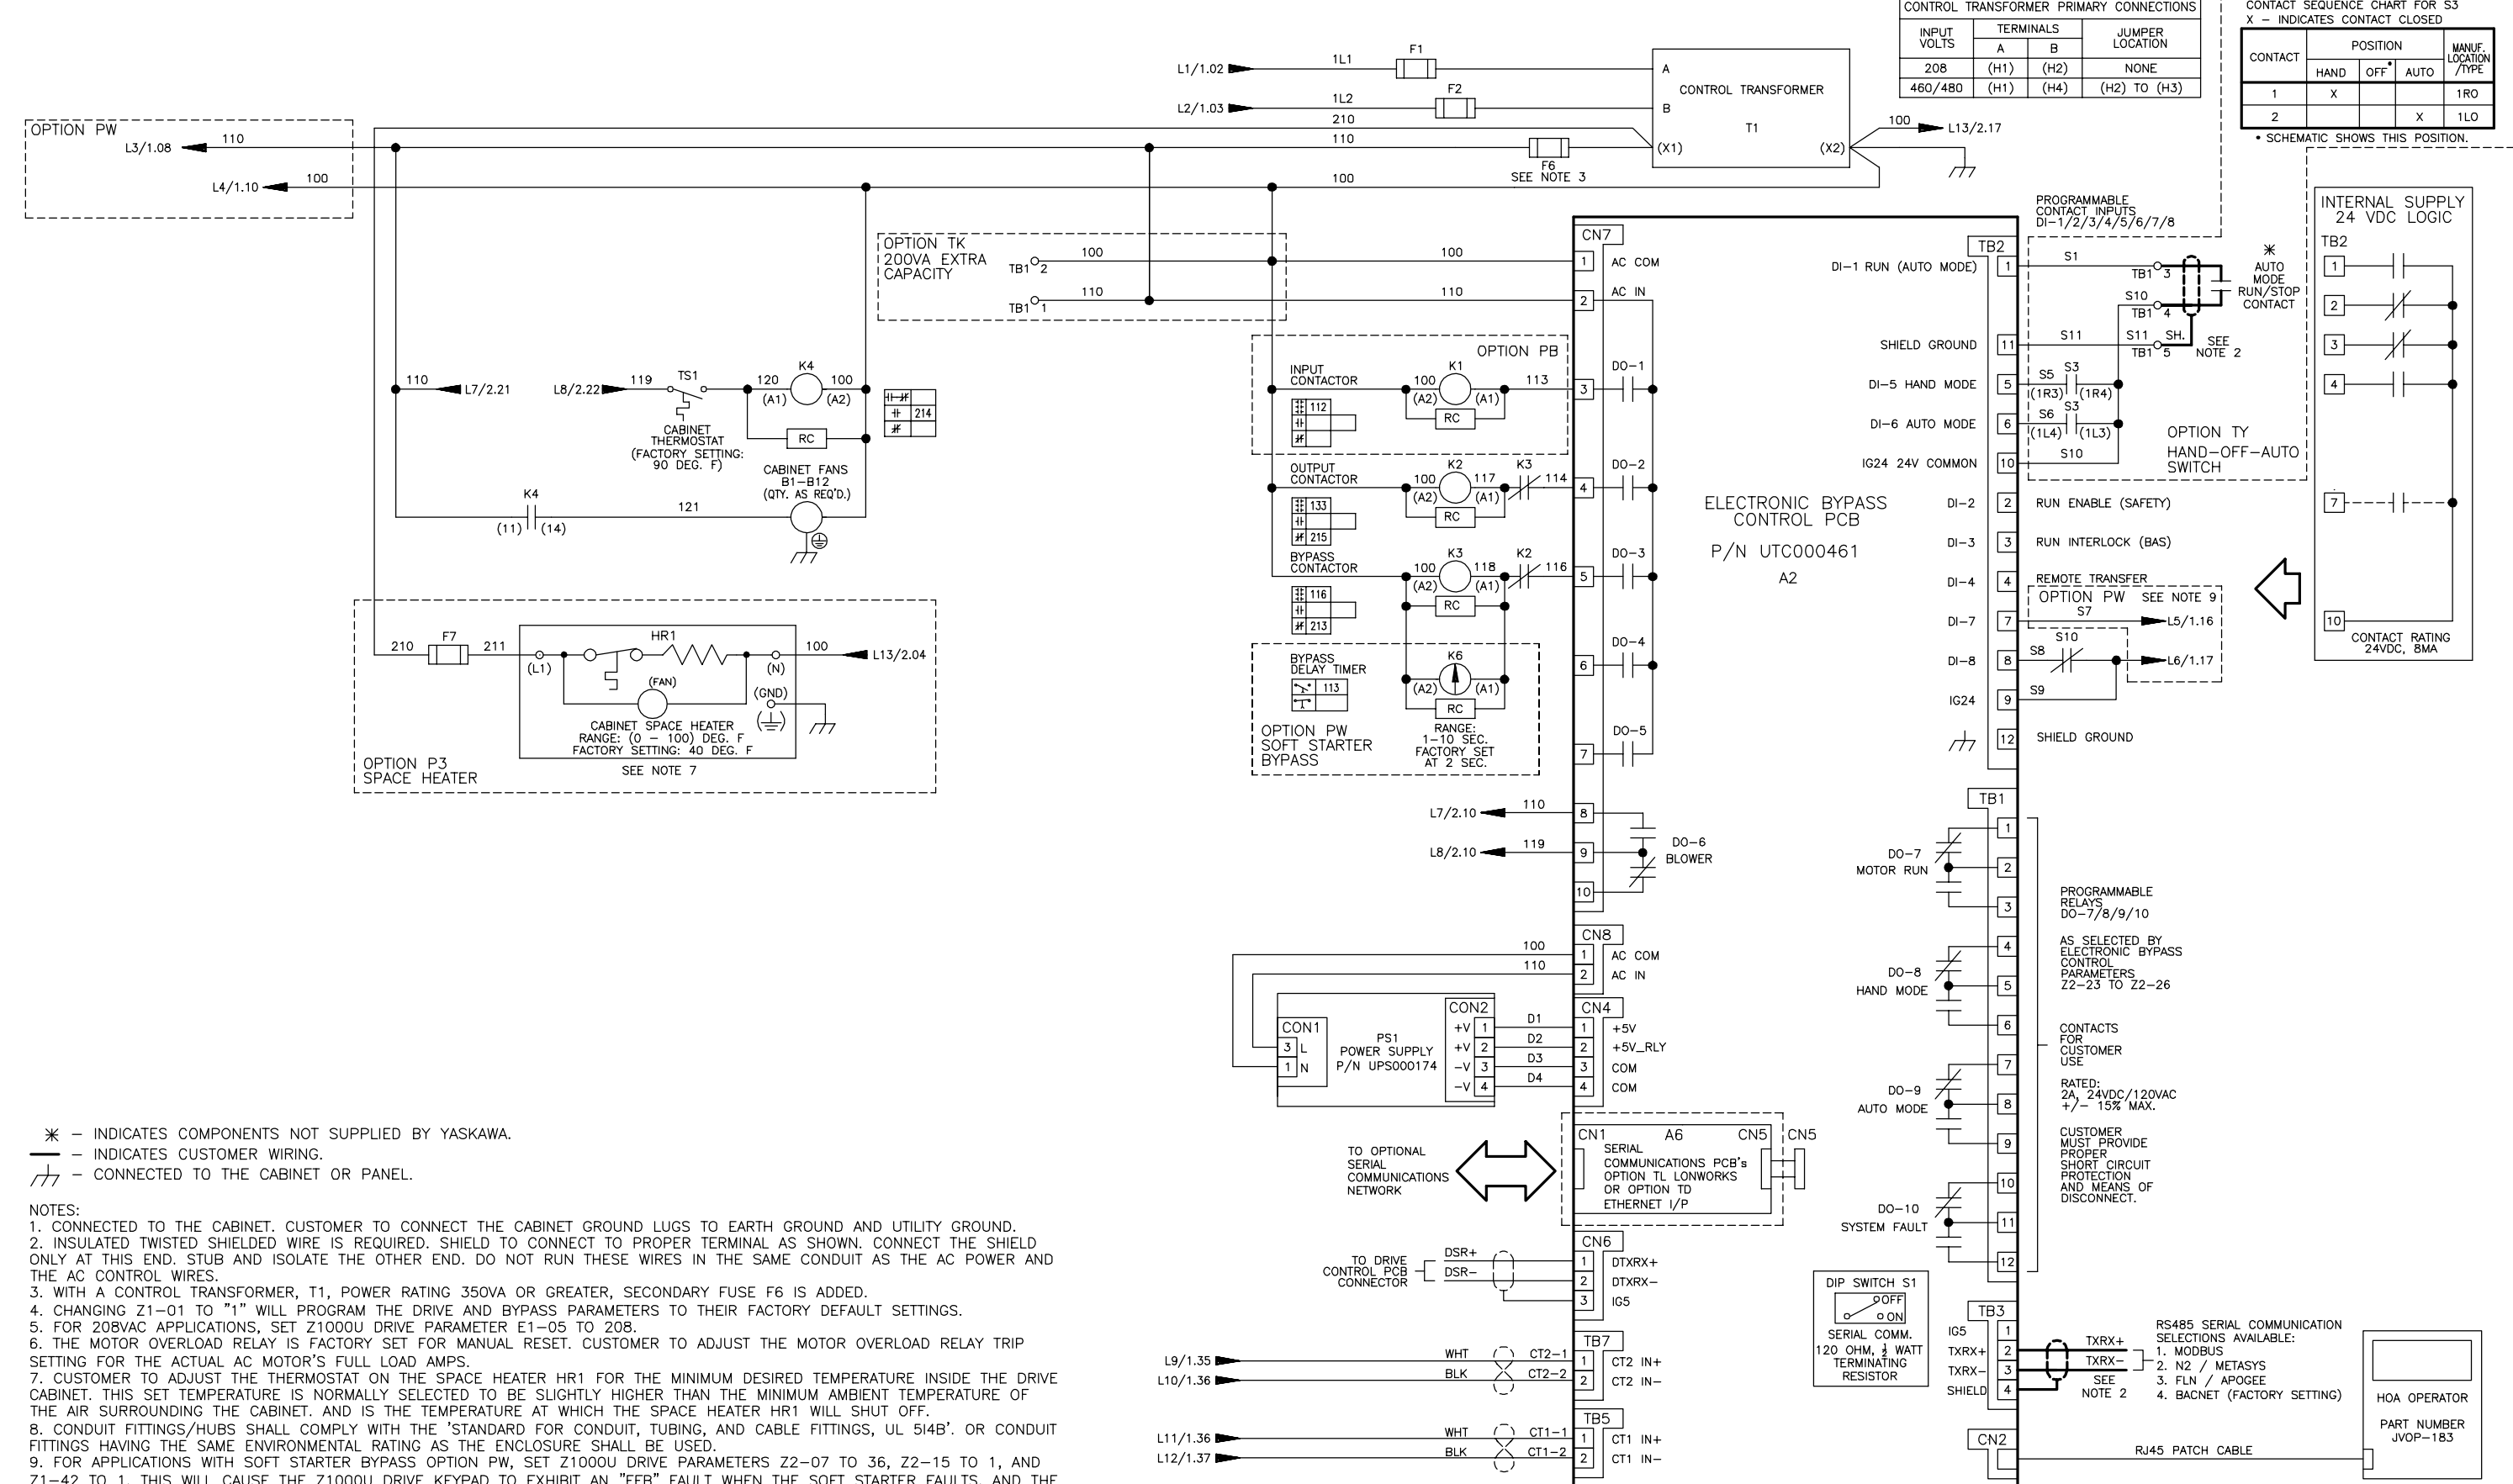 CONTROL TRANSFORMER PRIMARY CONNECTIONS
INPUT VOLTS
TERMINALS
JUMPER LOCATION
A B
208 (H1) (H2) NONE
460/480 (H1) (H4) (H2) TO (H3)
CONTACT SEQUENCE CHART FOR S3
X – INDICATES CONTACT CLOSED
CONTACT
POSITION
MANUF. LOCATION /TYPE
HAND OFF* AUTO
1 X 1RO
2 X 1LO
• SCHEMATIC SHOWS THIS POSITION.
L1/1.02 1L1 F1 A
L2/1.03 1L2 F2 B
CONTROL TRANSFORMER
T1
210
110 F6 (X1) (X2)
SEE NOTE 3
100 L13/2.17
100
OPTION PW
L3/1.08 110
L4/1.10 100
OPTION TK
200VA EXTRA
CAPACITY
TB1 2 100 100
TB1 1 110 110
110 L7/2.21
L8/2.22 119 TS1 120 K4 100
(A1) (A2)
RC
214
CABINET
THERMOSTAT
(FACTORY SETTING:
90 DEG. F)
CABINET FANS
B1–B12
(QTY. AS REQ'D.)
K4
(11) (14)
121
210 F7 211 (L1) HR1 (N) 100 L13/2.04
(FAN)
(GND)
CABINET SPACE HEATER
RANGE: (0 – 100) DEG. F
FACTORY SETTING: 40 DEG. F
SEE NOTE 7
OPTION P3
SPACE HEATER
CN7
1 AC COM
2 AC IN
OPTION PB
INPUT
CONTACTOR
112
100 K1 113 3 DO–1
(A2) (A1)
RC
OUTPUT
CONTACTOR
133
215
100 K2 117 K3 114 4 DO–2
(A2) (A1)
RC
BYPASS
CONTACTOR
116
213
100 K3 118 K2 116 5 DO–3
(A2) (A1)
RC
BYPASS
DELAY TIMER
113
K6 6 DO–4
(A2) (A1)
RC
OPTION PW
SOFT STARTER
BYPASS
RANGE:
1–10 SEC.
FACTORY SET
AT 2 SEC.
7 DO–5
L7/2.10 110 8
L8/2.10 119 9
10
DO–6
BLOWER
ELECTRONIC BYPASS
CONTROL PCB
P/N UTC000461
A2
CN8
100 1 AC COM
110 2 AC IN
CON1
3 L
1 N
PS1
POWER SUPPLY
P/N UPS000174
CON2
CN4
+V 1 D1 1 +5V
+V 2 D2 2 +5V_RLY
–V 3 D3 3 COM
–V 4 D4 4 COM
TO OPTIONAL
SERIAL
COMMUNICATIONS
NETWORK
CN1 A6 CN5 CN5
SERIAL
COMMUNICATIONS PCB's
OPTION TL LONWORKS
OR OPTION TD
ETHERNET I/P
TO DRIVE
CONTROL PCB
CONNECTOR
CN6
DSR+ 1 DTXRX+
DSR– 2 DTXRX–
3 IG5
TB7
L9/1.35 WHT CT2–1 1 CT2 IN+
L10/1.36 BLK CT2–2 2 CT2 IN–
TB5
L11/1.36 WHT CT1–1 1 CT1 IN+
L12/1.37 BLK CT1–2 2 CT1 IN–
PROGRAMMABLE
CONTACT INPUTS
DI–1/2/3/4/5/6/7/8
TB2
DI–1 RUN (AUTO MODE) 1 S1 TB1 3
S10 TB1 4
SHIELD GROUND 11 S11 S11 SH. TB1 5
AUTO
MODE
RUN/STOP
CONTACT
SEE
NOTE 2
DI–5 HAND MODE 5 S5 S3
(1R3) (1R4)
DI–6 AUTO MODE 6 S6 S3
(1L4) (1L3)
IG24 24V COMMON 10 S10
OPTION TY
HAND–OFF–AUTO
SWITCH
DI–2 2 RUN ENABLE (SAFETY)
DI–3 3 RUN INTERLOCK (BAS)
DI–4 4 REMOTE TRANSFER
OPTION PW SEE NOTE 9
DI–7 7 S7 L5/1.16
DI–8 8 S8 S10 L6/1.17
IG24 9 S9
12 SHIELD GROUND
INTERNAL SUPPLY
24 VDC LOGIC
TB2
1
2
3
4
7
10
CONTACT RATING
24VDC, 8MA
TB1
1
DO–7
MOTOR RUN
2
3
4
DO–8
HAND MODE
5
6
7
DO–9
AUTO MODE
8
9
10
DO–10
SYSTEM FAULT
11
12
PROGRAMMABLE
RELAYS
DO–7/8/9/10
AS SELECTED BY
ELECTRONIC BYPASS
CONTROL
PARAMETERS
Z2–23 TO Z2–26
CONTACTS
FOR
CUSTOMER
USE
RATED:
2A, 24VDC/120VAC
+/– 15% MAX.
CUSTOMER
MUST PROVIDE
PROPER
SHORT CIRCUIT
PROTECTION
AND MEANS OF
DISCONNECT.
DIP SWITCH S1
OFF
ON
SERIAL COMM.
120 OHM, ½ WATT
TERMINATING
RESISTOR
TB3
IG5 1
TXRX+ 2 TXRX+
TXRX– 3 TXRX–
SHIELD 4
SEE
NOTE 2
RS485 SERIAL COMMUNICATION
SELECTIONS AVAILABLE:
1. MODBUS
2. N2 / METASYS
3. FLN / APOGEE
4. BACNET (FACTORY SETTING)
CN2
RJ45 PATCH CABLE
HOA OPERATOR
PART NUMBER
JVOP–183
– INDICATES COMPONENTS NOT SUPPLIED BY YASKAWA.
– INDICATES CUSTOMER WIRING.
– CONNECTED TO THE CABINET OR PANEL.
NOTES:
1. CONNECTED TO THE CABINET. CUSTOMER TO CONNECT THE CABINET GROUND LUGS TO EARTH GROUND AND UTILITY GROUND.
2. INSULATED TWISTED SHIELDED WIRE IS REQUIRED. SHIELD TO CONNECT TO PROPER TERMINAL AS SHOWN. CONNECT THE SHIELD
ONLY AT THIS END. STUB AND ISOLATE THE OTHER END. DO NOT RUN THESE WIRES IN THE SAME CONDUIT AS THE AC POWER AND
THE AC CONTROL WIRES.
3. WITH A CONTROL TRANSFORMER, T1, POWER RATING 350VA OR GREATER, SECONDARY FUSE F6 IS ADDED.
4. CHANGING Z1–01 TO "1" WILL PROGRAM THE DRIVE AND BYPASS PARAMETERS TO THEIR FACTORY DEFAULT SETTINGS.
5. FOR 208VAC APPLICATIONS, SET Z1000U DRIVE PARAMETER E1–05 TO 208.
6. THE MOTOR OVERLOAD RELAY IS FACTORY SET FOR MANUAL RESET. CUSTOMER TO ADJUST THE MOTOR OVERLOAD RELAY TRIP
SETTING FOR THE ACTUAL AC MOTOR'S FULL LOAD AMPS.
7. CUSTOMER TO ADJUST THE THERMOSTAT ON THE SPACE HEATER HR1 FOR THE MINIMUM DESIRED TEMPERATURE INSIDE THE DRIVE
CABINET. THIS SET TEMPERATURE IS NORMALLY SELECTED TO BE SLIGHTLY HIGHER THAN THE MINIMUM AMBIENT TEMPERATURE OF
THE AIR SURROUNDING THE CABINET. AND IS THE TEMPERATURE AT WHICH THE SPACE HEATER HR1 WILL SHUT OFF.
8. CONDUIT FITTINGS/HUBS SHALL COMPLY WITH THE 'STANDARD FOR CONDUIT, TUBING, AND CABLE FITTINGS, UL 514B'. OR CONDUIT
FITTINGS HAVING THE SAME ENVIRONMENTAL RATING AS THE ENCLOSURE SHALL BE USED.
9. FOR APPLICATIONS WITH SOFT STARTER BYPASS OPTION PW, SET Z1000U DRIVE PARAMETERS Z2–07 TO 36, Z2–15 TO 1, AND
Z1–42 TO 1. THIS WILL CAUSE THE Z1000U DRIVE KEYPAD TO EXHIBIT AN "EFB" FAULT WHEN THE SOFT STARTER FAULTS, AND THE